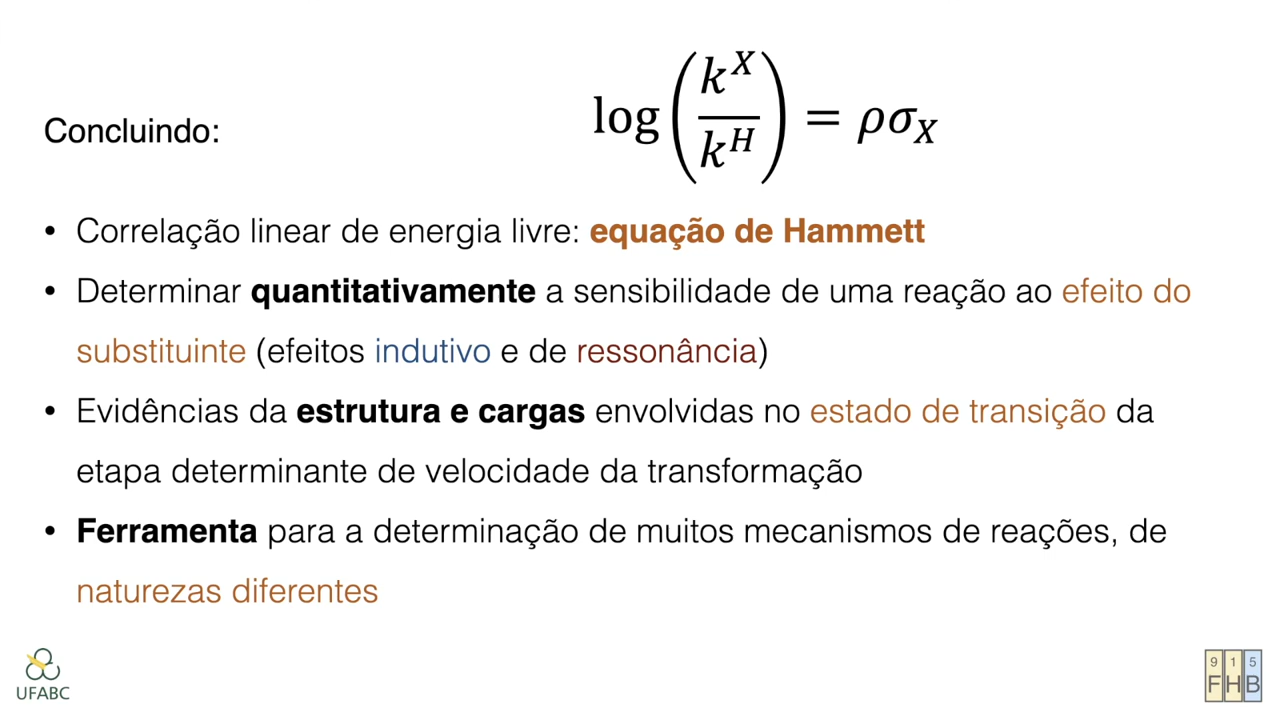 Concluindo:
log(k^X/k^H) = ρσ_X
• Correlação linear de energia livre: equação de Hammett
• Determinar quantitativamente a sensibilidade de uma reação ao efeito do
substituinte (efeitos indutivo e de ressonância)
• Evidências da estrutura e cargas envolvidas no estado de transição da
etapa determinante de velocidade da transformação
• Ferramenta para a determinação de muitos mecanismos de reações, de
naturezas diferentes
UFABC
9 1 5
F H B